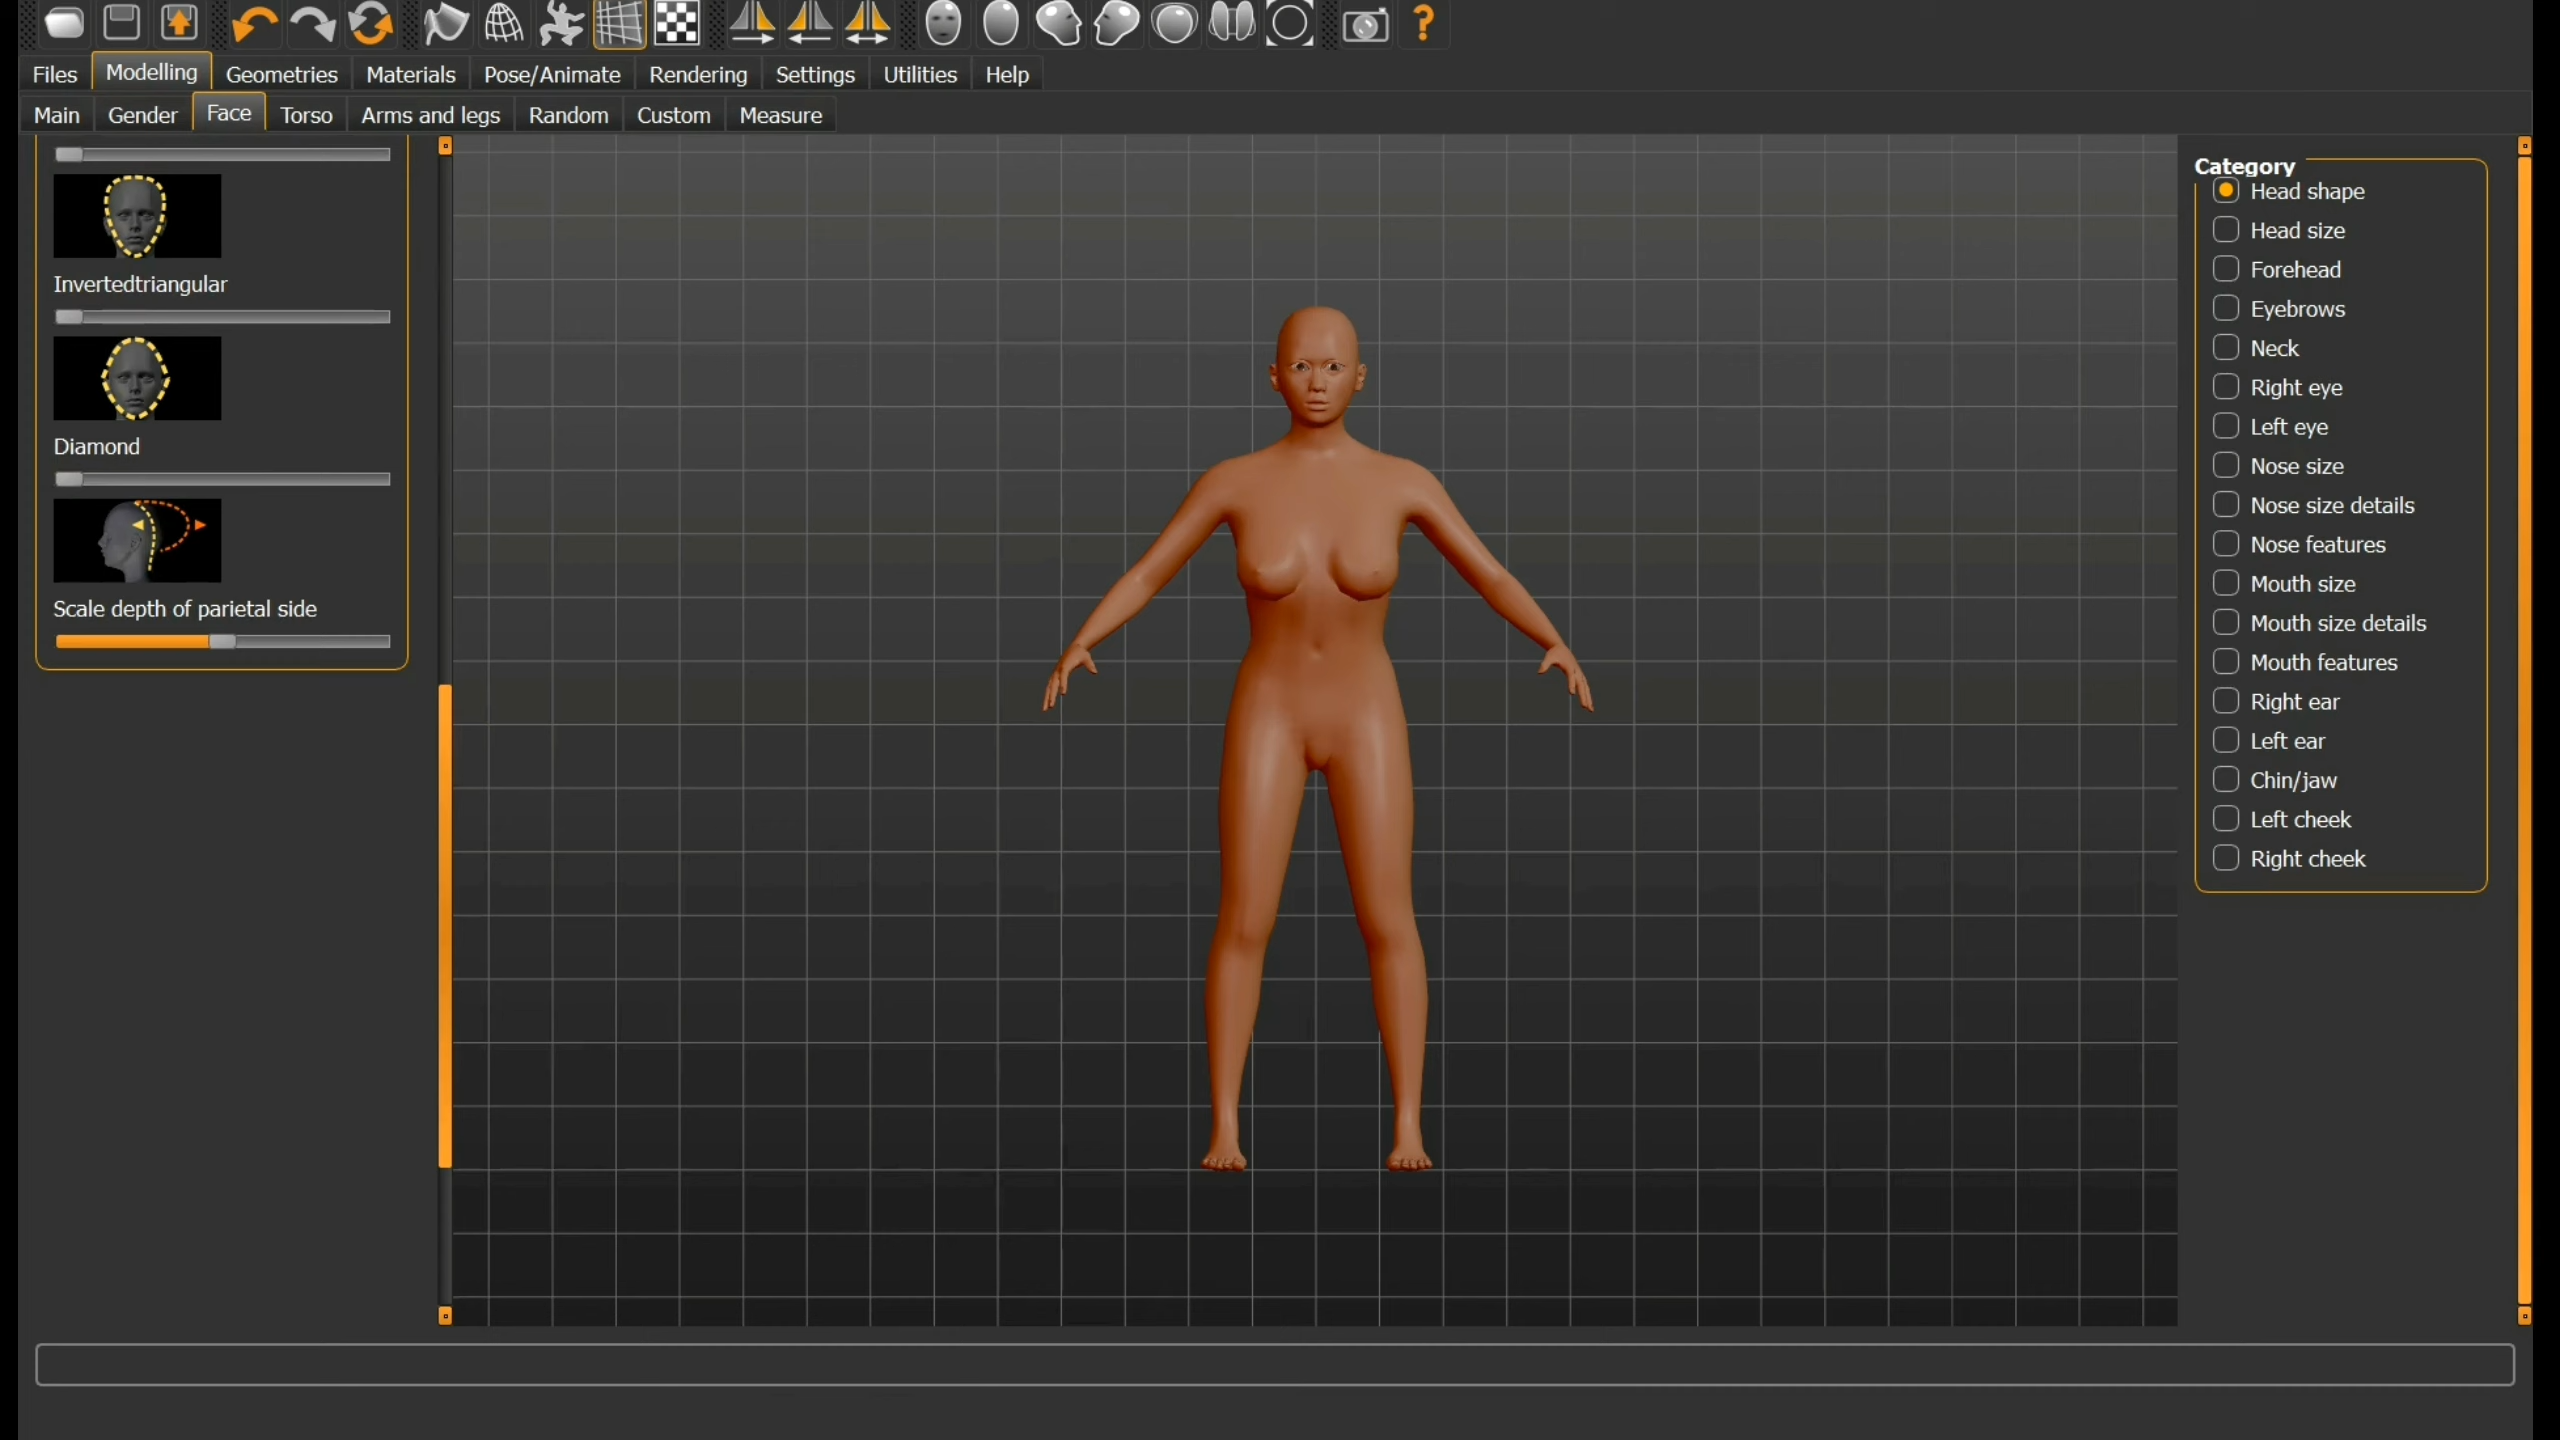 Files Modelling Geometries Materials Pose/Animate Rendering Settings Utilities Help
Main Gender Face Torso Arms and legs Random Custom Measure
Invertedtriangular
Diamond
Scale depth of parietal side
Category
Head shape
Head size
Forehead
Eyebrows
Neck
Right eye
Left eye
Nose size
Nose size details
Nose features
Mouth size
Mouth size details
Mouth features
Right ear
Left ear
Chin/jaw
Left cheek
Right cheek